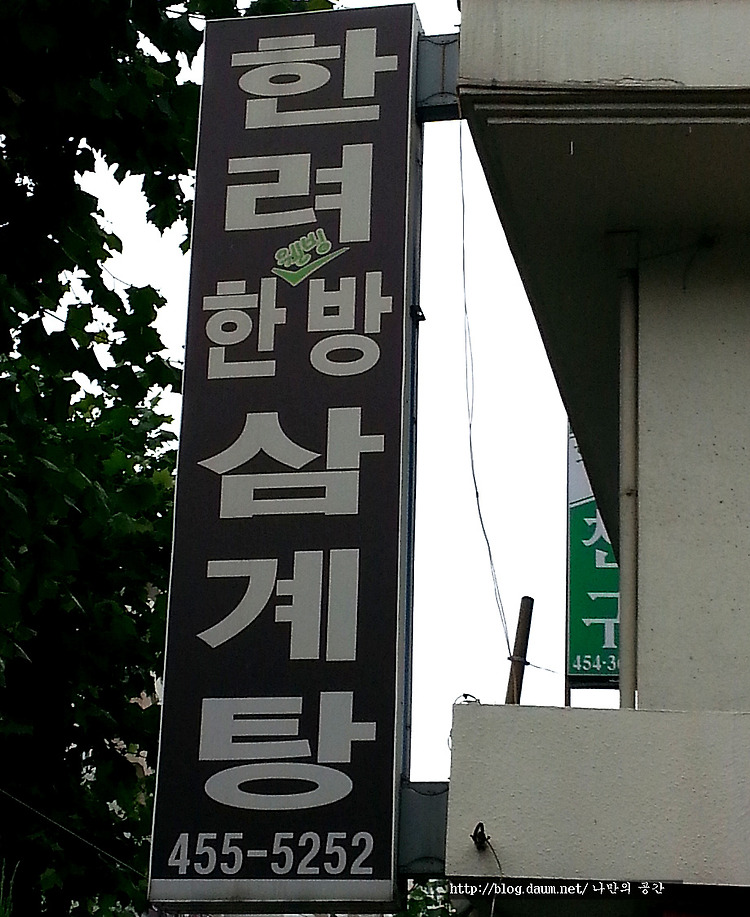 한
려
웰빙
한방
삼
계
탕
455-5252
구
http://blog.daum.net/ 나만의 공간